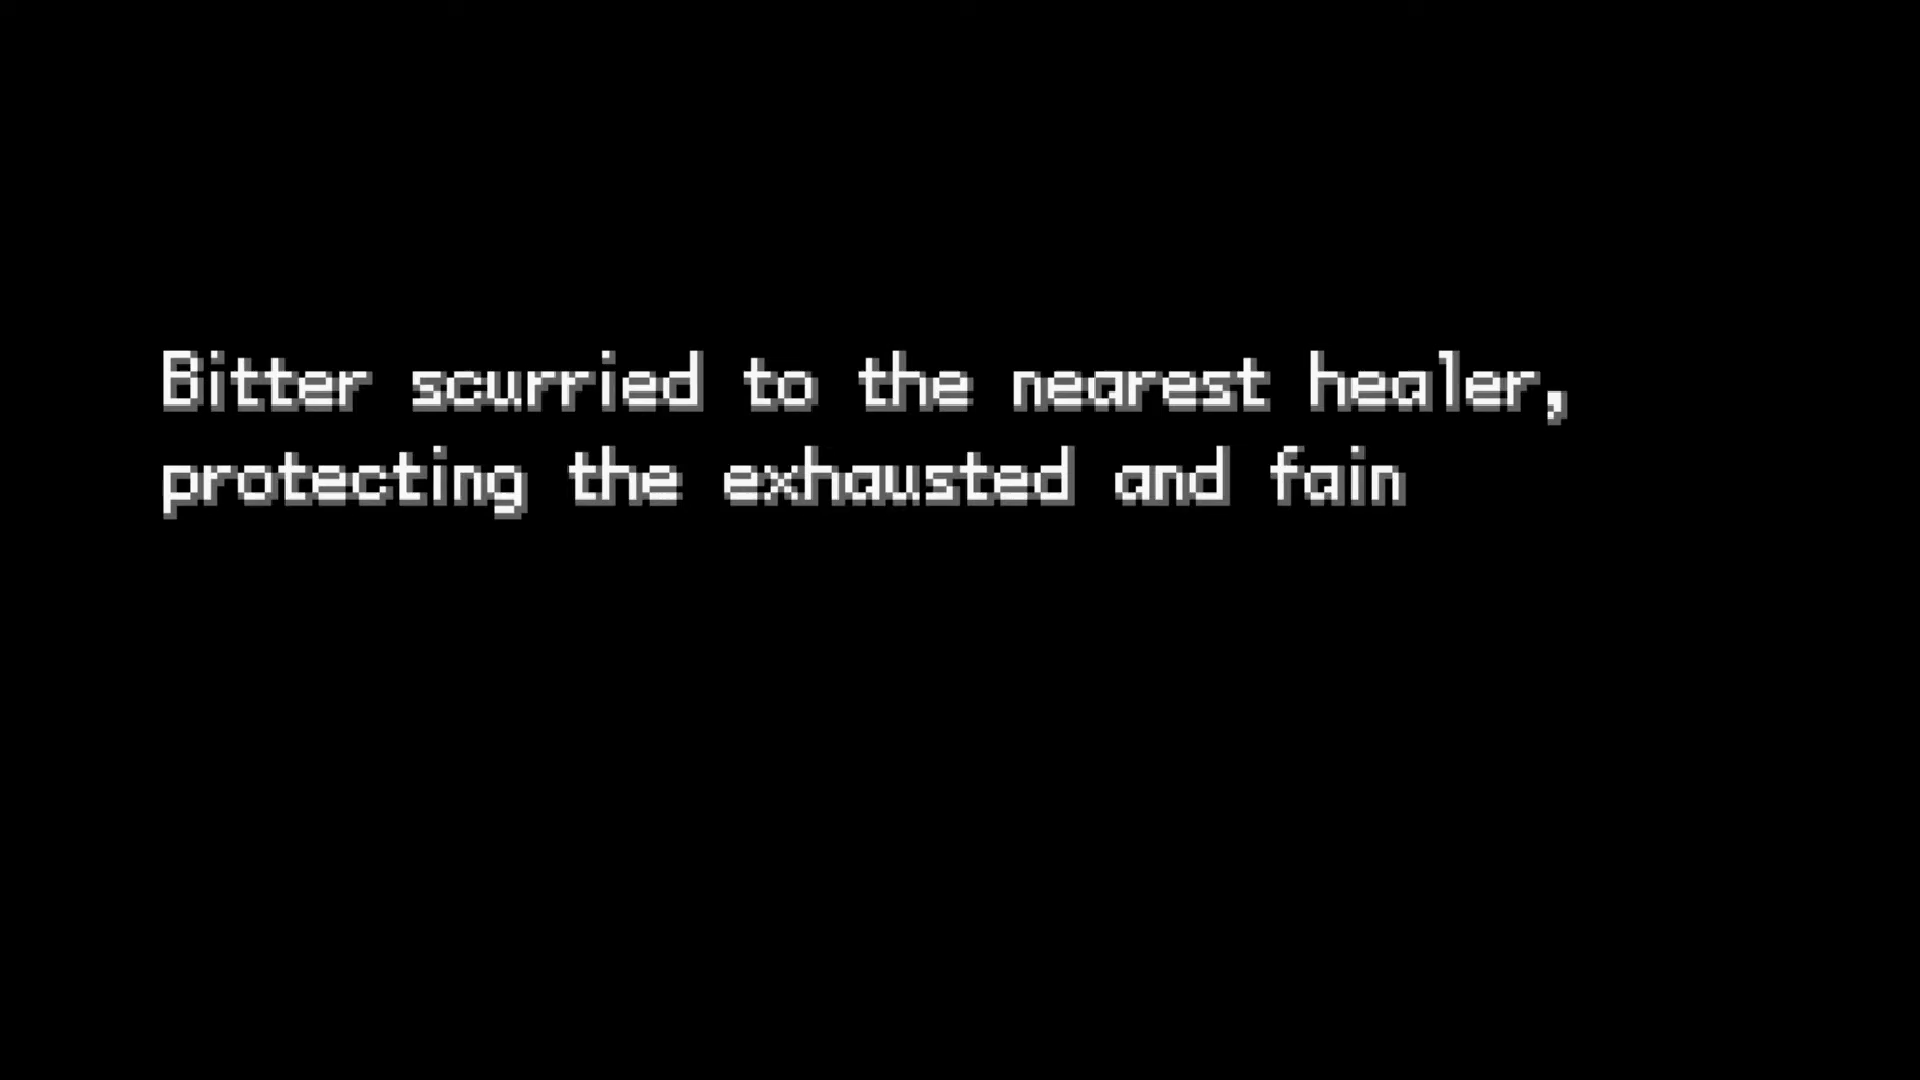 Bitter scurried to the nearest healer,
protecting the exhausted and fain